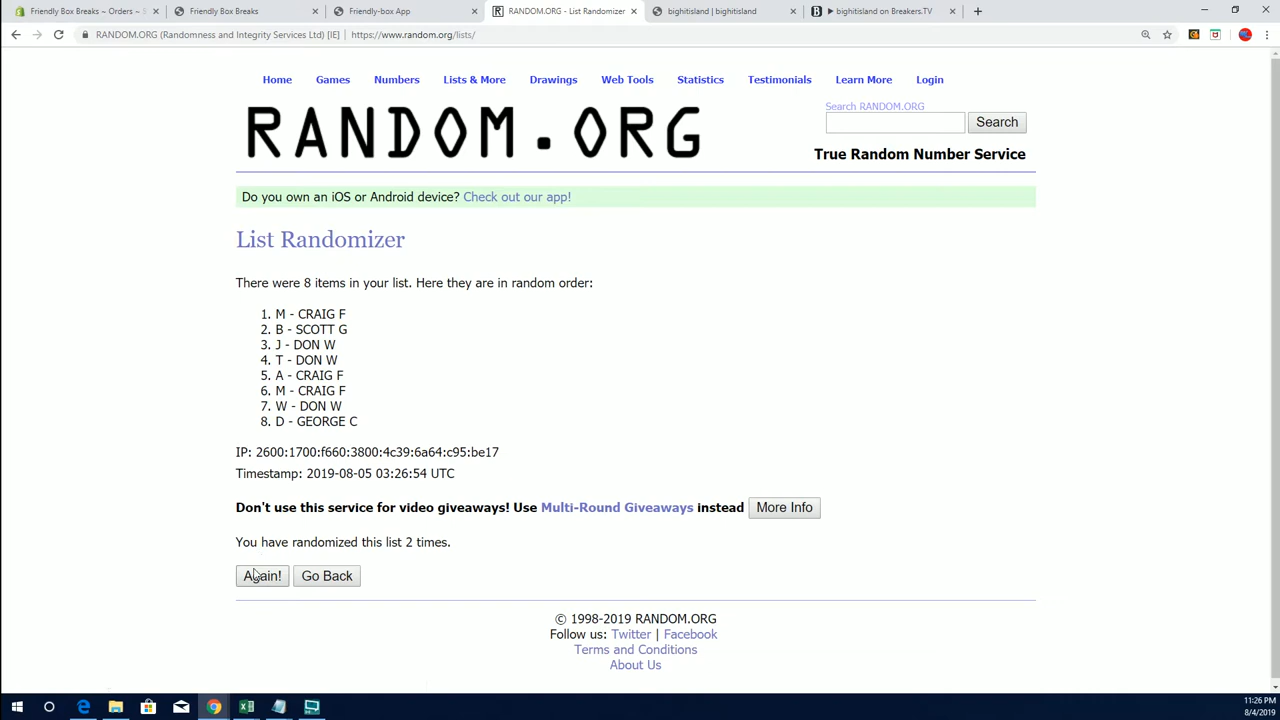 Friendly Box Breaks ~ Orders ~ S
Friendly Box Breaks
Friendly-box App
RANDOM.ORG - List Randomizer
bighitisland | bighitisland
bighitisland on Breakers.TV
RANDOM.ORG (Randomness and Integrity Services Ltd) [IE] | https://www.random.org/lists/
Home Games Numbers Lists & More Drawings Web Tools Statistics Testimonials Learn More Login
RANDOM.ORG
Search RANDOM.ORG
Search
True Random Number Service
Do you own an iOS or Android device? Check out our app!
List Randomizer
There were 8 items in your list. Here they are in random order:
1. M - CRAIG F
2. B - SCOTT G
3. J - DON W
4. T - DON W
5. A - CRAIG F
6. M - CRAIG F
7. W - DON W
8. D - GEORGE C
IP: 2600:1700:f660:3800:4c39:6a64:c95:be17
Timestamp: 2019-08-05 03:26:54 UTC
Don't use this service for video giveaways! Use Multi-Round Giveaways instead More Info
You have randomized this list 2 times.
Again! Go Back
© 1998-2019 RANDOM.ORG
Follow us: Twitter | Facebook
Terms and Conditions
About Us
11:26 PM
8/4/2019